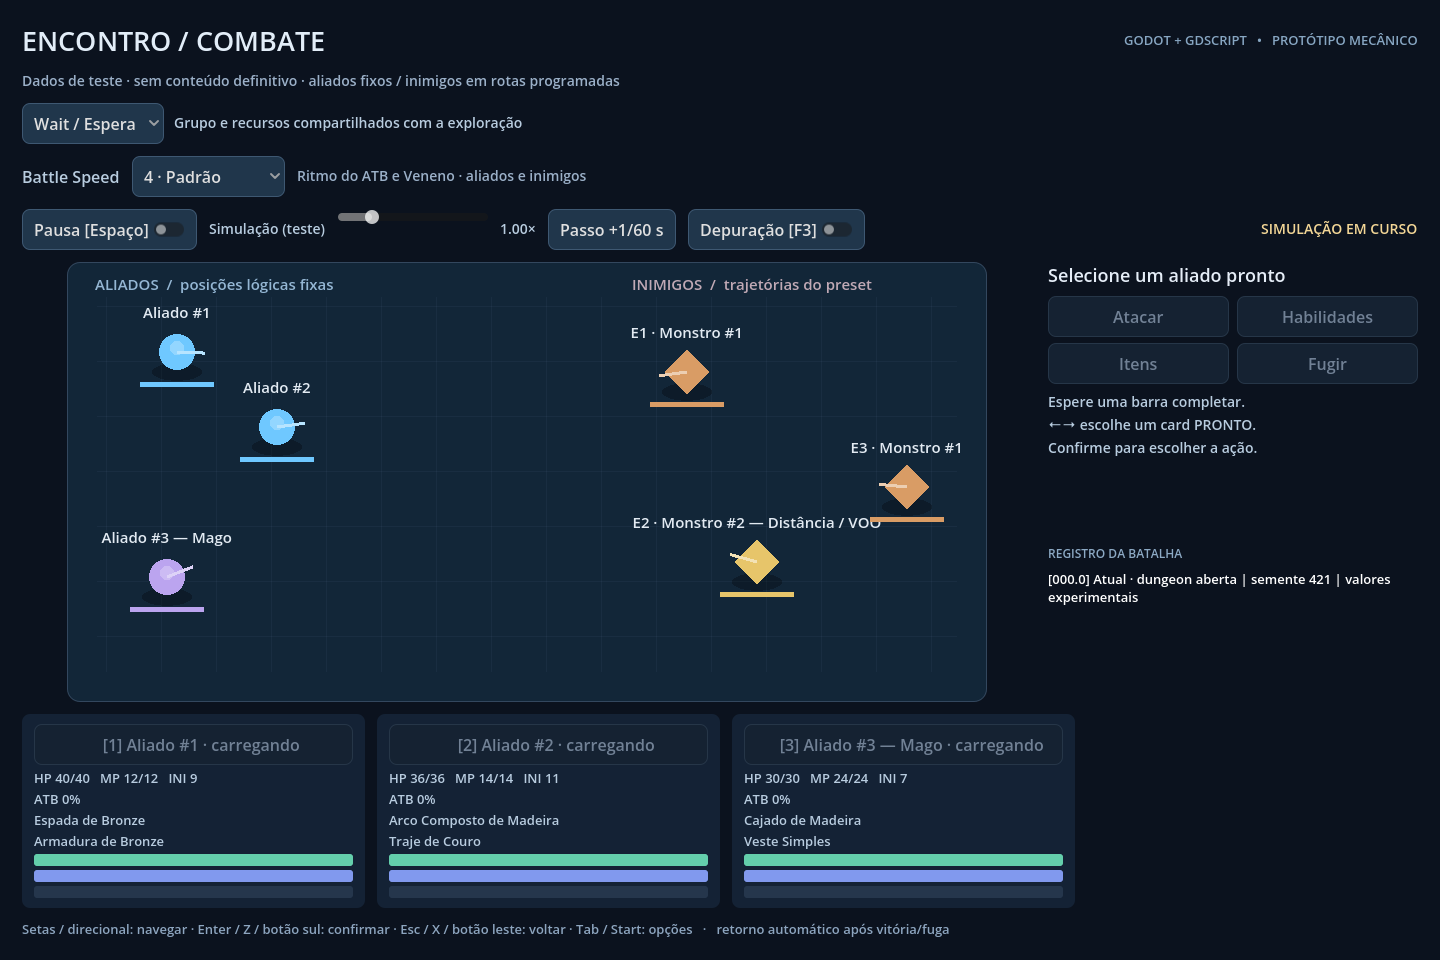 ENCONTRO / COMBATE
GODOT + GDSCRIPT • PROTÓTIPO MECÂNICO
Dados de teste · sem conteúdo definitivo · aliados fixos / inimigos em rotas programadas
Wait / Espera
Grupo e recursos compartilhados com a exploração
Battle Speed
4 · Padrão
Ritmo do ATB e Veneno · aliados e inimigos
Pausa [Espaço]
Simulação (teste)
1.00×
Passo +1/60 s
Depuração [F3]
SIMULAÇÃO EM CURSO
ALIADOS / posições lógicas fixas
INIMIGOS / trajetórias do preset
Aliado #1
E1 · Monstro #1
Aliado #2
E3 · Monstro #1
E2 · Monstro #2 — Distância / VOO
Aliado #3 — Mago
Selecione um aliado pronto
Atacar
Habilidades
Itens
Fugir
Espere uma barra completar.
←→ escolhe um card PRONTO.
Confirme para escolher a ação.
REGISTRO DA BATALHA
[000.0] Atual · dungeon aberta | semente 421 | valores
experimentais
[1] Aliado #1 · carregando
HP 40/40 MP 12/12 INI 9
ATB 0%
Espada de Bronze
Armadura de Bronze
[2] Aliado #2 · carregando
HP 36/36 MP 14/14 INI 11
ATB 0%
Arco Composto de Madeira
Traje de Couro
[3] Aliado #3 — Mago · carregando
HP 30/30 MP 24/24 INI 7
ATB 0%
Cajado de Madeira
Veste Simples
Setas / direcional: navegar · Enter / Z / botão sul: confirmar · Esc / X / botão leste: voltar · Tab / Start: opções · retorno automático após vitória/fuga